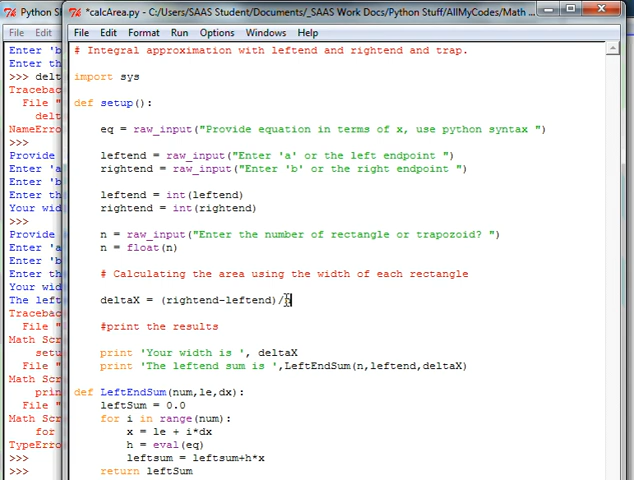 *calcArea.py - C:/Users/SAAS Student/Documents/_SAAS Work Docs/Python Stuff/AllMyCodes/Math ...
Python S
File Edit Format Run Options Windows Help
File E
# Integral approximation with leftend and rightend and trap.
import sys
def setup():
eq = raw_input("Provide equation in terms of x, use python syntax ")
leftend = raw_input("Enter 'a' or the left endpoint ")
rightend = raw_input("Enter 'b' or the right endpoint ")
leftend = int(leftend)
rightend = int(rightend)
n = raw_input("Enter the number of rectangle or trapozoid? ")
n = float(n)
# Calculating the area using the width of each rectangle
deltaX = (rightend-leftend)/
#print the results
print 'Your width is ', deltaX
print 'The leftend sum is ',LeftEndSum(n,leftend,deltaX)
def LeftEndSum(num,le,dx):
leftSum = 0.0
for i in range(num):
x = le + i*dx
h = eval(eq)
leftsum = leftsum+h*x
return leftSum
Enter 'b'
Enter the
>>> delt
Traceba
File "
del
NameErro
>>>
Provide
Enter 'a
Enter 'b
Enter th
Your wid
>>>
Provide
Enter 'a
Enter 'b
Enter th
Your wid
The left
Traceba
Math Scr
setu
Math Sc
prin
File "
Math Sc
for
TypeErro
>>>
>>>